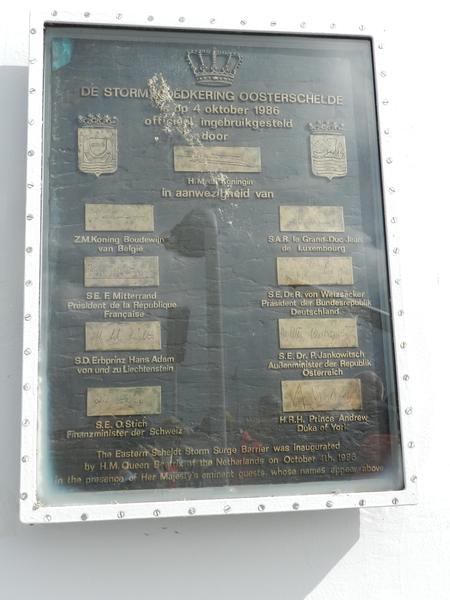 DE STORMVLOEDKERING OOSTERSCHELDE
op 4 oktober 1986
officieel ingebruikgesteld
door
H.M. de Koningin
in aanwezigheid van
Z.M.Koning Boudewijn
van België
S.A.R. le Grand-Duc Jean
de Luxembourg
S.E. F. Mitterrand
Président de la République
Française
S.E. Dr.R. von Weizsäcker
Präsident der Bundesrepublik
Deutschland
S.D.Erbprinz Hans Adam
von und zu Liechtenstein
S.E. Dr. P.Jankowitsch
Außenminister der Republik
Österreich
S.E. O.Stich
Finanzminister der Schweiz
H.R.H. Prince Andrew
Duke of York
The Eastern Scheldt Storm Surge Barrier was inaugurated
by H.M. Queen Beatrix of the Netherlands on October 4th, 1986
in the presence of Her Majesty's eminent guests, whose names appear above